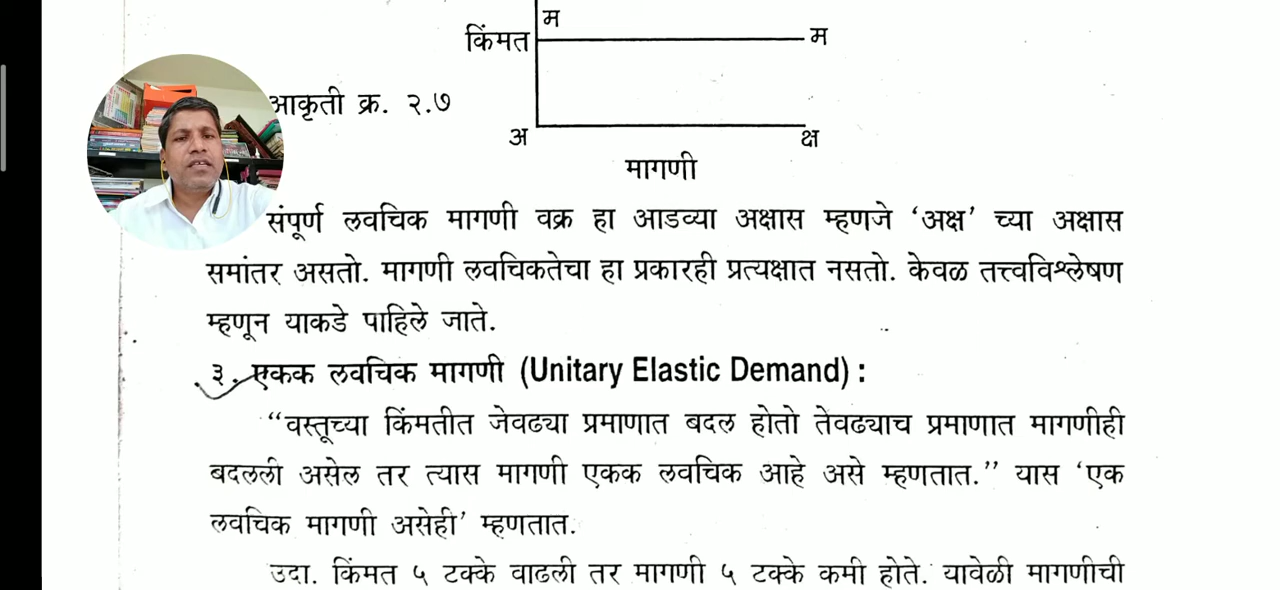 म
किंमत म
आकृती क्र. २.७
अ क्ष
मागणी
संपूर्ण लवचिक मागणी वक्र हा आडव्या अक्षास म्हणजे ‘अक्ष’ च्या अक्षास
समांतर असतो. मागणी लवचिकतेचा हा प्रकारही प्रत्यक्षात नसतो. केवळ तत्त्वविश्लेषण
म्हणून याकडे पाहिले जाते.
३. एकक लवचिक मागणी (Unitary Elastic Demand) :
“वस्तूच्या किंमतीत जेवढ्या प्रमाणात बदल होतो तेवढ्याच प्रमाणात मागणीही
बदलली असेल तर त्यास मागणी एकक लवचिक आहे असे म्हणतात.” यास ‘एक
लवचिक मागणी असेही’ म्हणतात.
उदा. किंमत ५ टक्के वाढली तर मागणी ५ टक्के कमी होते. यावेळी मागणीची